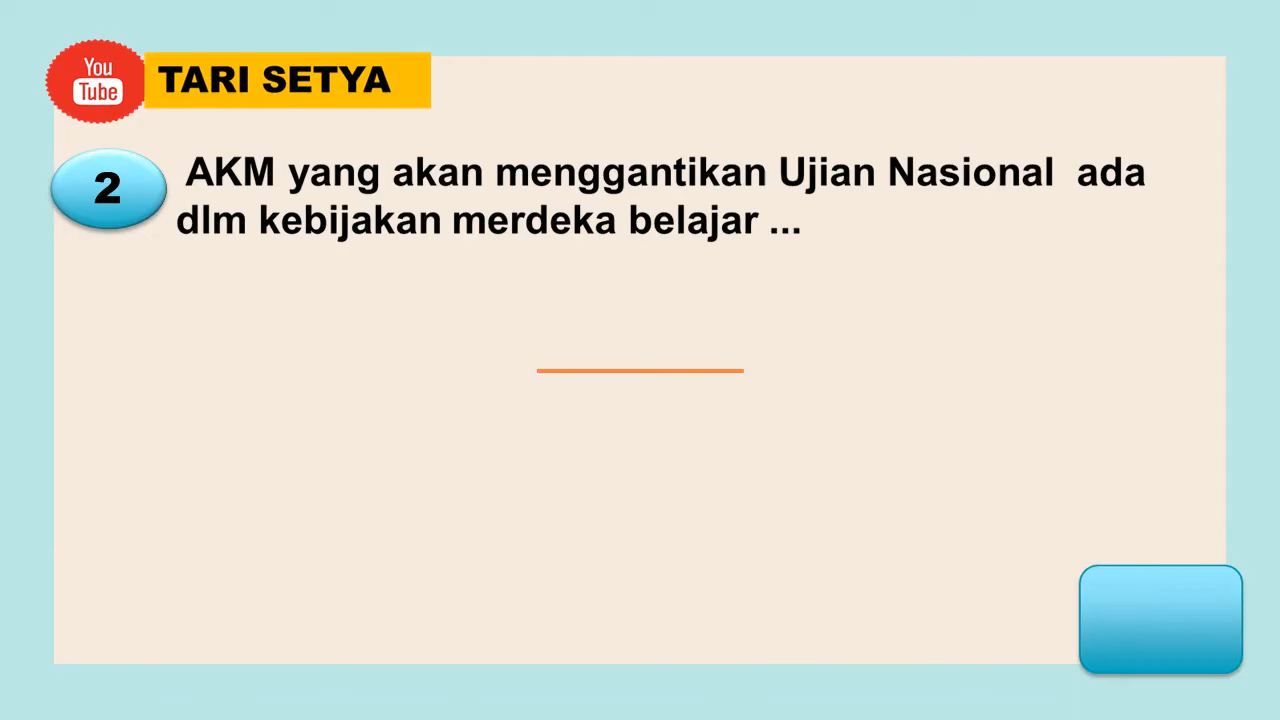 You
Tube
TARI SETYA
2
AKM yang akan menggantikan Ujian Nasional ada
dlm kebijakan merdeka belajar ...